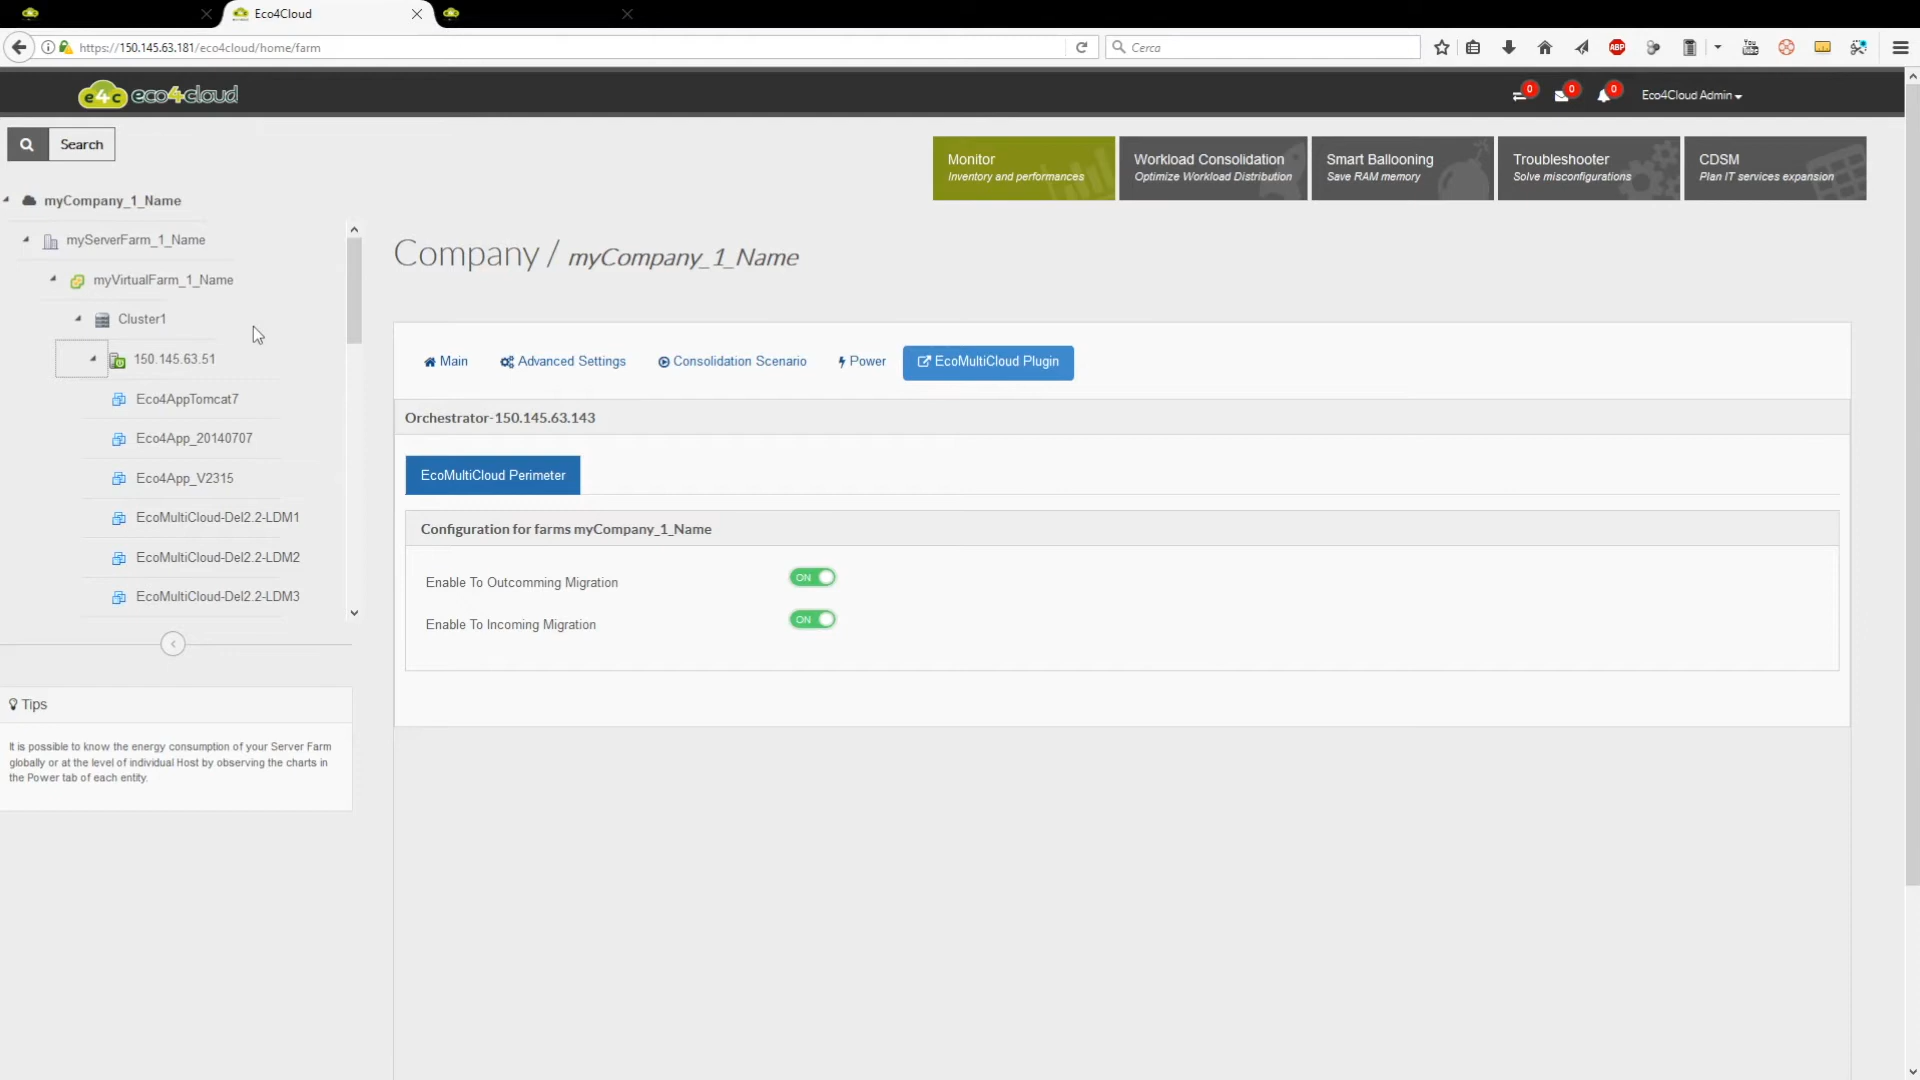 Eco4Cloud
https://150.145.63.181/eco4cloud/home/farm
Cerca
ABP
You
e4c eco4cloud
0
0
0
Eco4Cloud Admin
Search
Monitor
Inventory and performances
Workload Consolidation
Optimize Workload Distribution
Smart Ballooning
Save RAM memory
Troubleshooter
Solve misconfigurations
CDSM
Plan IT services expansion
myCompany_1_Name
myServerFarm_1_Name
myVirtualFarm_1_Name
Cluster1
150.145.63.51
Eco4AppTomcat7
Eco4App_20140707
Eco4App_V2315
EcoMultiCloud-Del2.2-LDM1
EcoMultiCloud-Del2.2-LDM2
EcoMultiCloud-Del2.2-LDM3
Company / myCompany_1_Name
Main
Advanced Settings
Consolidation Scenario
Power
EcoMultiCloud Plugin
Orchestrator-150.145.63.143
EcoMultiCloud Perimeter
Configuration for farms myCompany_1_Name
Enable To Outcomming Migration
ON
Enable To Incoming Migration
ON
Tips
It is possible to know the energy consumption of your Server Farm
globally or at the level of individual Host by observing the charts in
the Power tab of each entity.